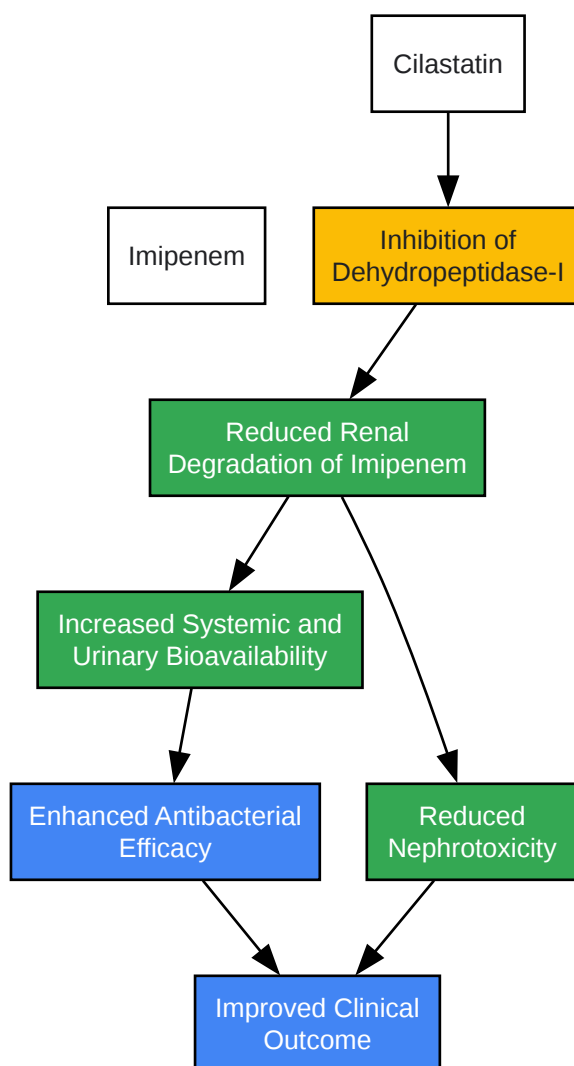 Cilastatin
Imipenem
Inhibition of
Dehydropeptidase-I
Reduced Renal
Degradation of Imipenem
Increased Systemic and
Urinary Bioavailability
Enhanced Antibacterial
Efficacy
Reduced
Nephrotoxicity
Improved Clinical
Outcome